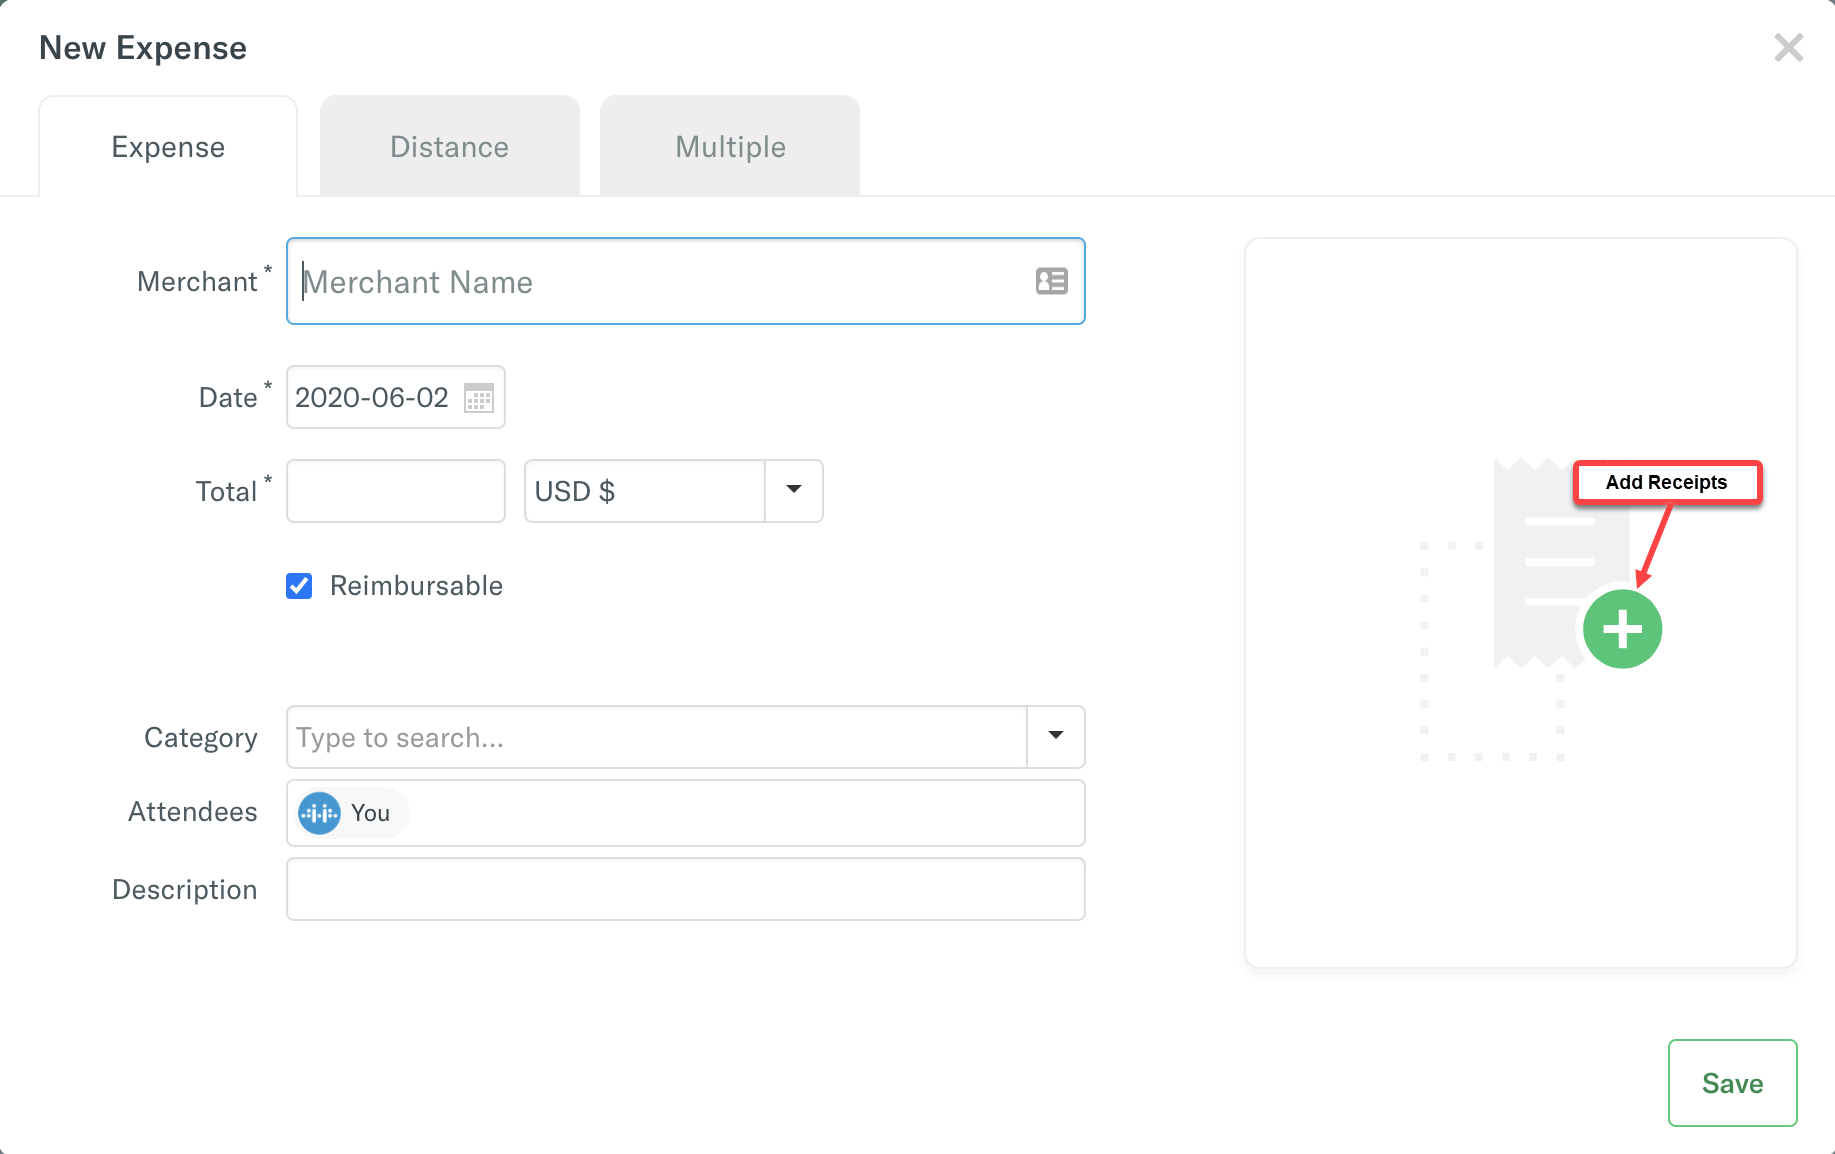 New Expense
Expense
Distance
Multiple
Merchant *
Merchant Name
Date *
2020-06-02
Total *
USD $
Reimbursable
Category
Type to search...
Attendees
You
Description
Add Receipts
Save